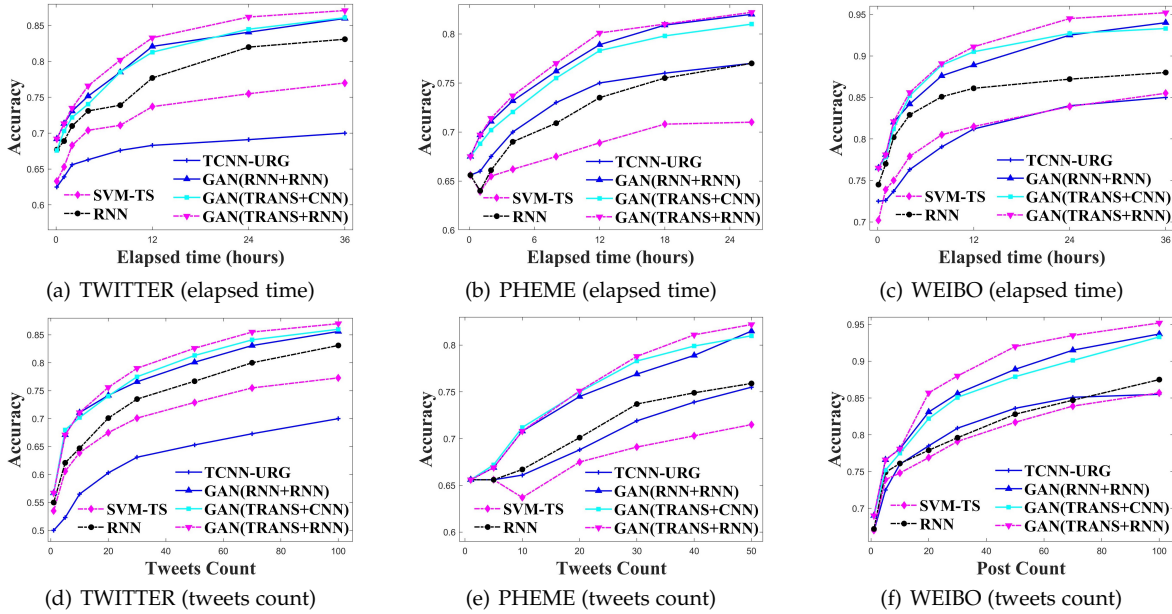 0.85
0.8
0.75
0.7
0.65
0.6
Accuracy
0 12 24 36
Elapsed time (hours)
TCNN-URG
GAN(RNN+RNN)
SVM-TS GAN(TRANS+CNN)
RNN GAN(TRANS+RNN)
(a) TWITTER (elapsed time)
0.8
0.75
0.7
0.65
0.6
Accuracy
0 6 12 18 24
Elapsed time (hours)
TCNN-URG
GAN(RNN+RNN)
SVM-TS GAN(TRANS+CNN)
RNN GAN(TRANS+RNN)
(b) PHEME (elapsed time)
0.95
0.9
0.85
0.8
0.75
0.7
Accuracy
0 12 24 36
Elapsed time (hours)
TCNN-URG
GAN(RNN+RNN)
SVM-TS GAN(TRANS+CNN)
RNN GAN(TRANS+RNN)
(c) WEIBO (elapsed time)
0.85
0.8
0.75
0.7
0.65
0.6
0.55
0.5
Accuracy
0 20 40 60 80 100
Tweets Count
TCNN-URG
GAN(RNN+RNN)
SVM-TS GAN(TRANS+CNN)
RNN GAN(TRANS+RNN)
(d) TWITTER (tweets count)
0.8
0.75
0.7
0.65
0.6
Accuracy
0 10 20 30 40 50
Tweets Count
TCNN-URG
GAN(RNN+RNN)
SVM-TS GAN(TRANS+CNN)
RNN GAN(TRANS+RNN)
(e) PHEME (tweets count)
0.95
0.9
0.85
0.8
0.75
0.7
Accuracy
0 20 40 60 80 100
Post Count
TCNN-URG
GAN(RNN+RNN)
SVM-TS GAN(TRANS+CNN)
RNN GAN(TRANS+RNN)
(f) WEIBO (tweets count)